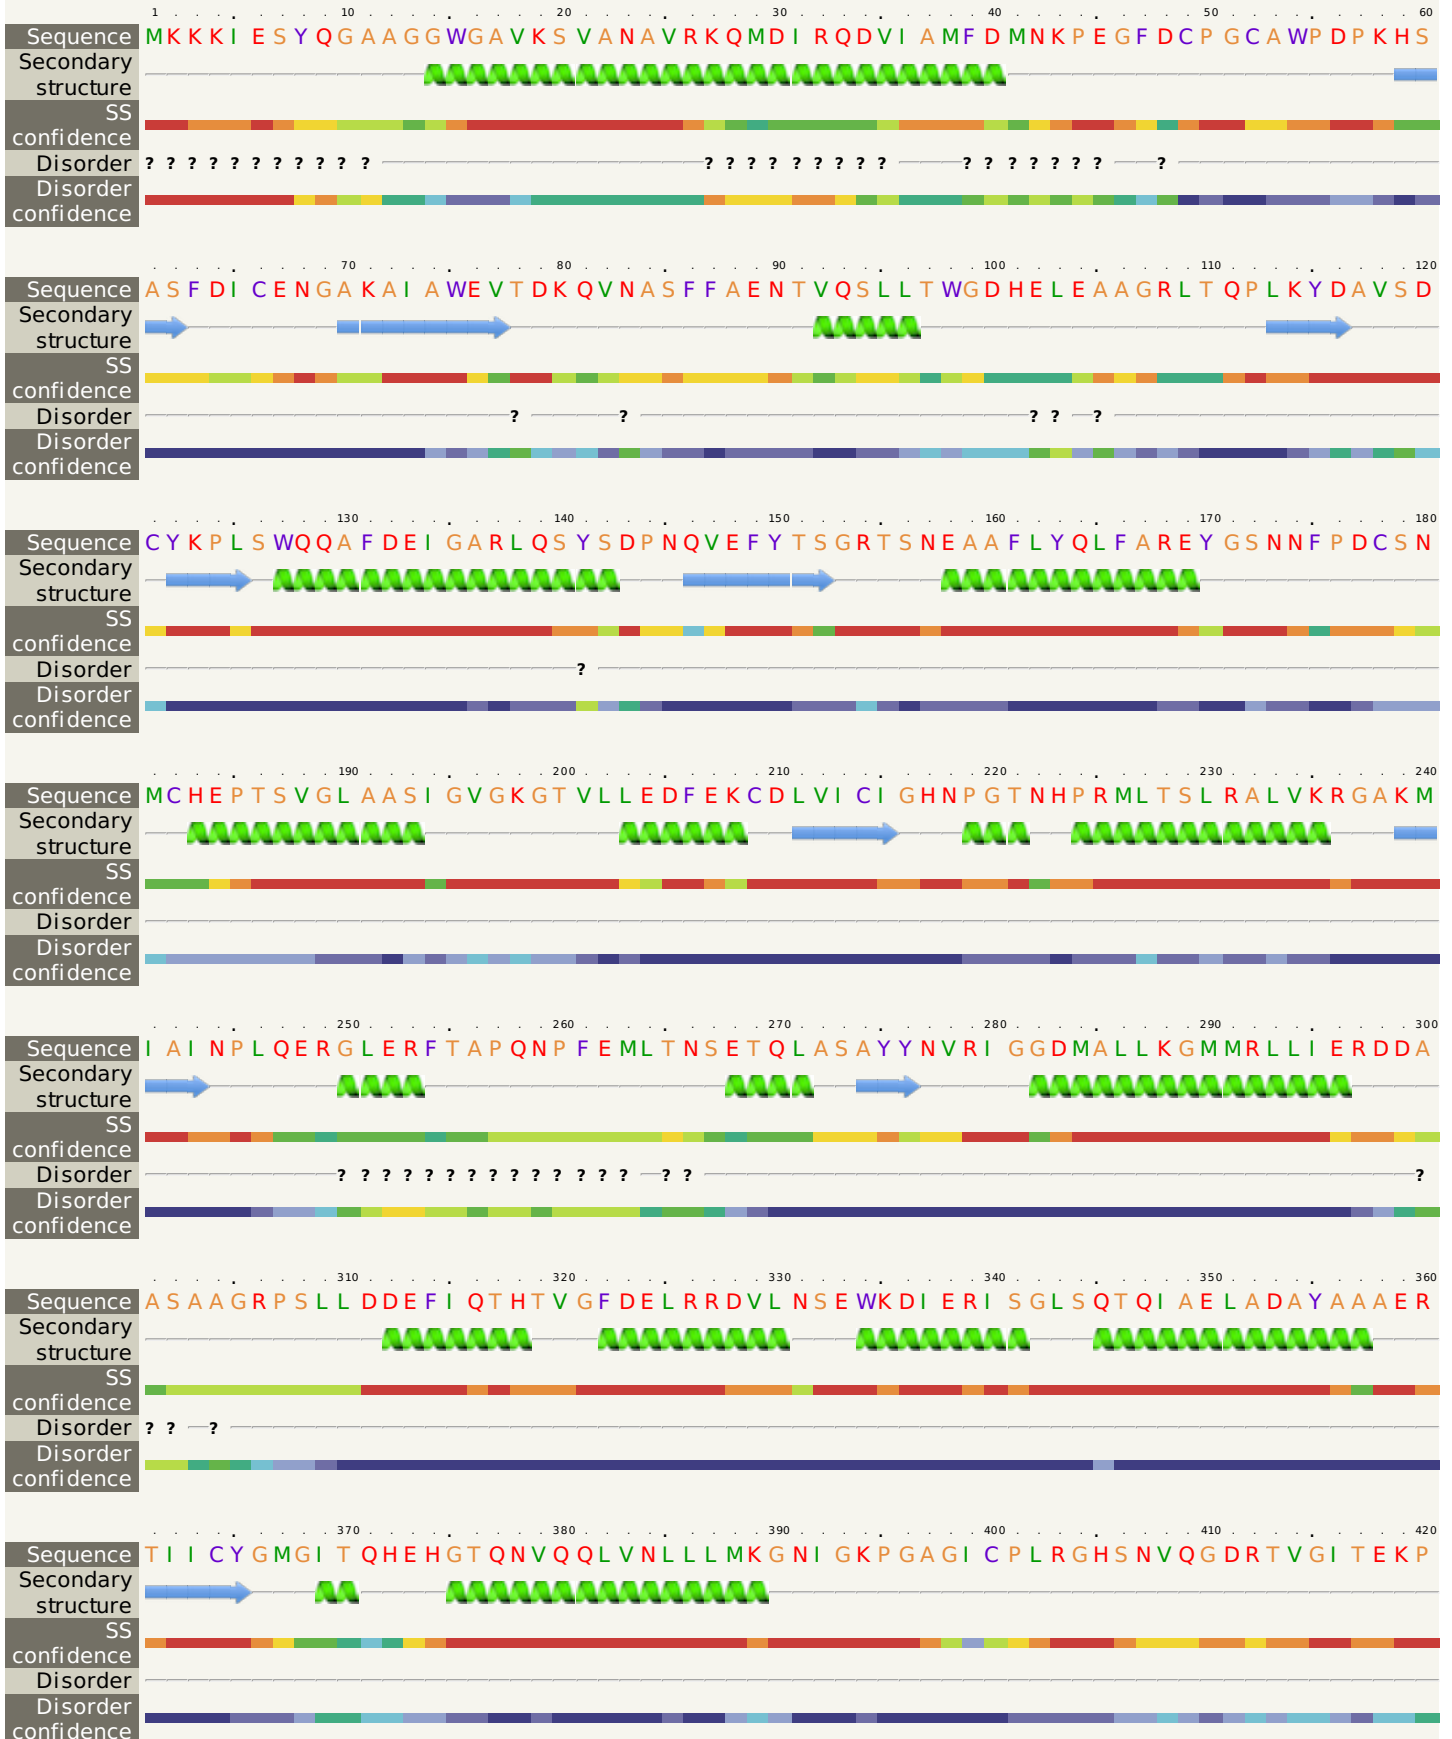 1 10 20 30 40 50 60
Sequence MKKKIESYQGAAGGWGAVKSVANAVRKQMDIRQDVIAMFDMNKPEGFDCPGCAWPDPKHS
Secondary
structure
SS
confidence
Disorder ? ? ? ? ? ? ? ? ? ? ? ? ? ? ? ? ? ? ? ? ? ? ? ? ? ? ? ?
Disorder
confidence
70 80 90 100 110 120
Sequence ASFDICENGAKAIAWEVTDKQVNASFFAENTVQSLLTWGDHELEAAGRLTQPLKYDAVSD
Secondary
structure
SS
confidence
Disorder ? ? ? ? ?
Disorder
confidence
130 140 150 160 170 180
Sequence CYKPLSWQQAFDEIGARLQSYSDPNQVEFYTSGRTSNEAAFLYQLFAREYGSNNFPDCSN
Secondary
structure
SS
confidence
Disorder ?
Disorder
confidence
190 200 210 220 230 240
Sequence MCHEPTSVGLAASIGVGKGTVLLEDFEKCDLVICIGHNPGTNHPRMLTSLRALVKRGAKM
Secondary
structure
SS
confidence
Disorder
Disorder
confidence
250 260 270 280 290 300
Sequence IAINPLQERGLERFTAPQNPFEMLTNSETQLASAYYNVRIGGDMALLKGMMRLLIERDDA
Secondary
structure
SS
confidence
Disorder ? ? ? ? ? ? ? ? ? ? ? ? ? ? ? ? ?
Disorder
confidence
310 320 330 340 350 360
Sequence ASAAGRPSLLDDEFIQTHTVGFDELRRDVLNSEWKDIERISGLSQTQIAELADAYAAAER
Secondary
structure
SS
confidence
Disorder ? ? ?
Disorder
confidence
370 380 390 400 410 420
Sequence TIICYGMGITQHEHGTQNVQQLVNLLLMKGNIGKPGAGICPLRGHSNVQGDRTVGITEKP
Secondary
structure
SS
confidence
Disorder
Disorder
confidence